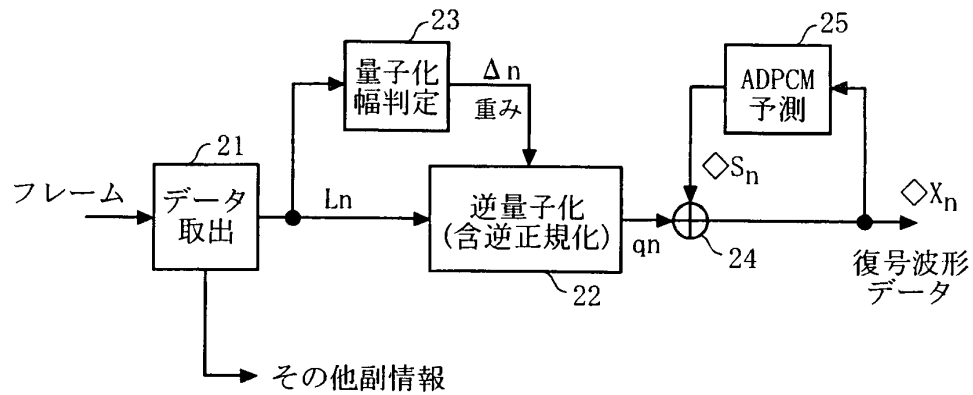 23
量子化
幅判定
Δn
重み
25
ADPCM
予測
21
データ
取出
フレーム
Ln
逆量子化
(含逆正規化)
22
qn
◇Sn
24
◇Xn
復号波形
データ
その他副情報